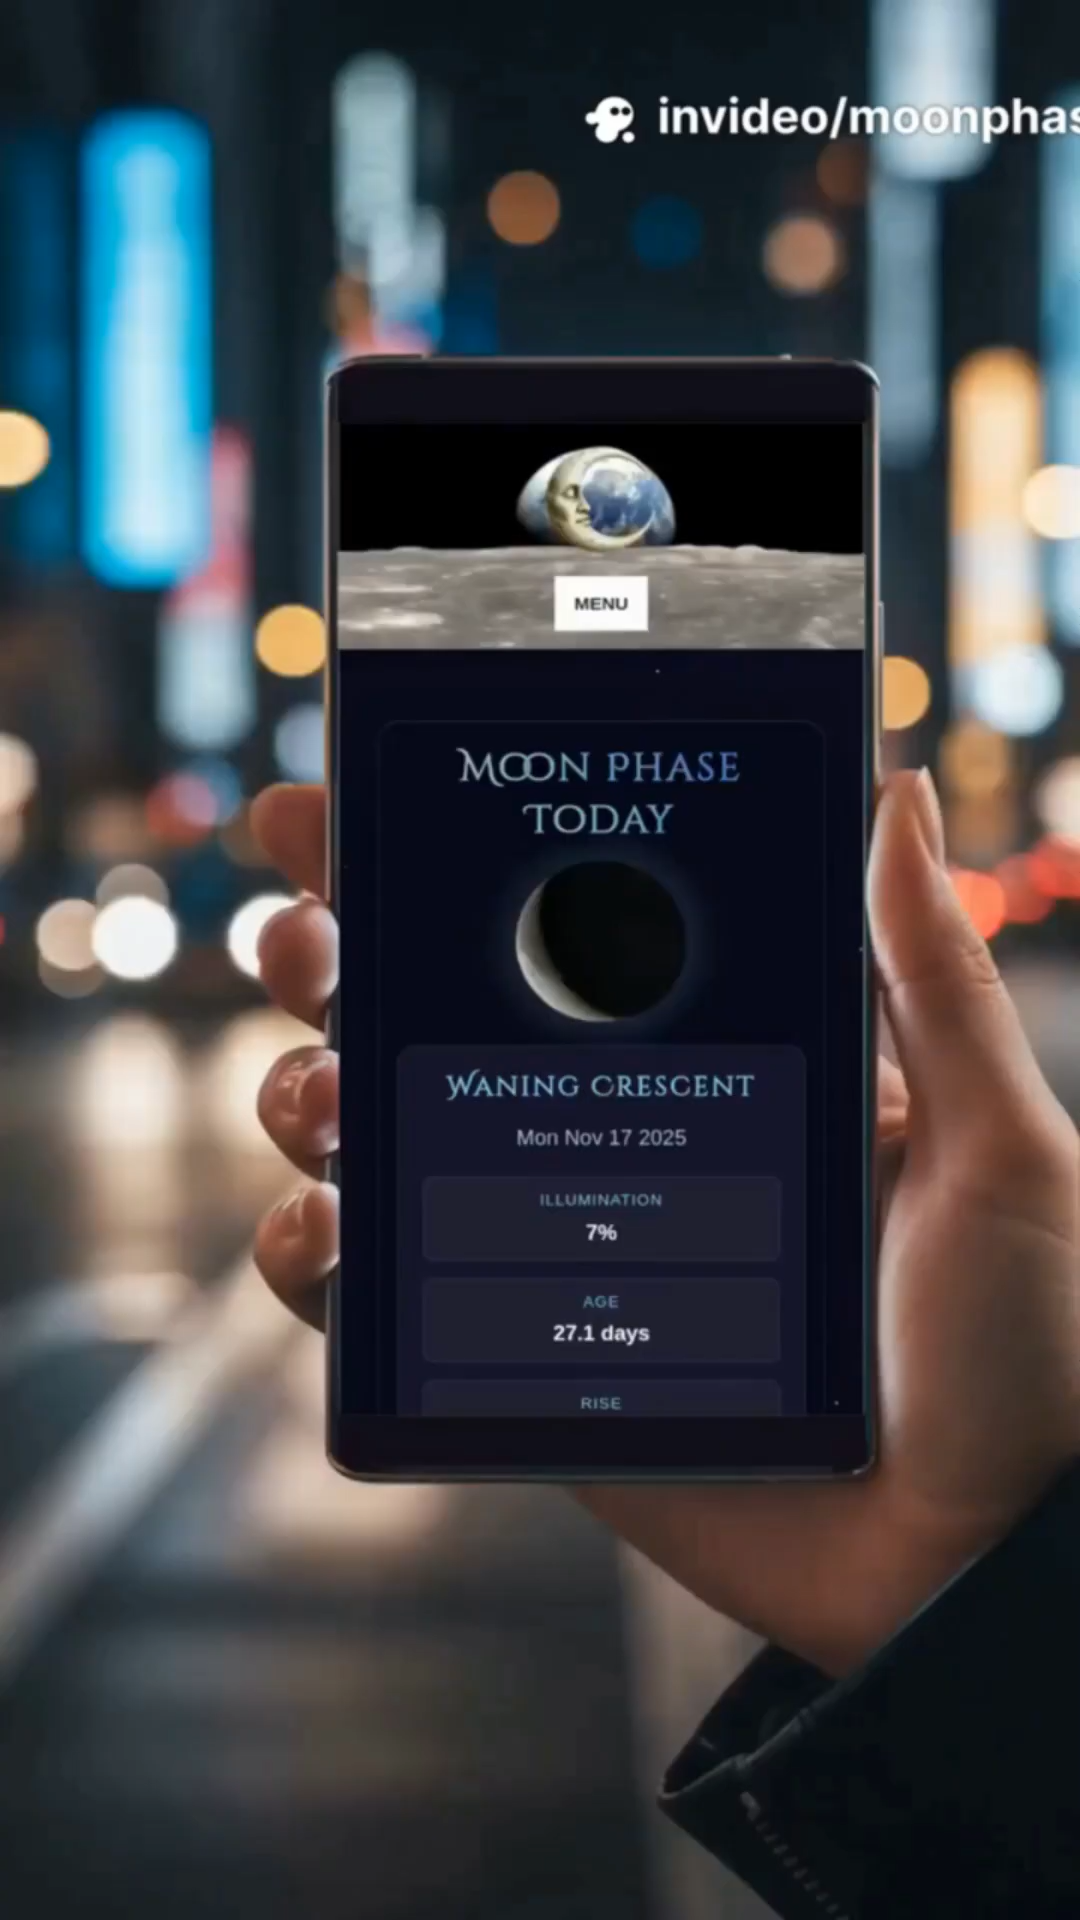 invideo/moonphas
MENU
MOON PHASE
TODAY
WANING CRESCENT
Mon Nov 17 2025
ILLUMINATION
7%
AGE
27.1 days
RISE